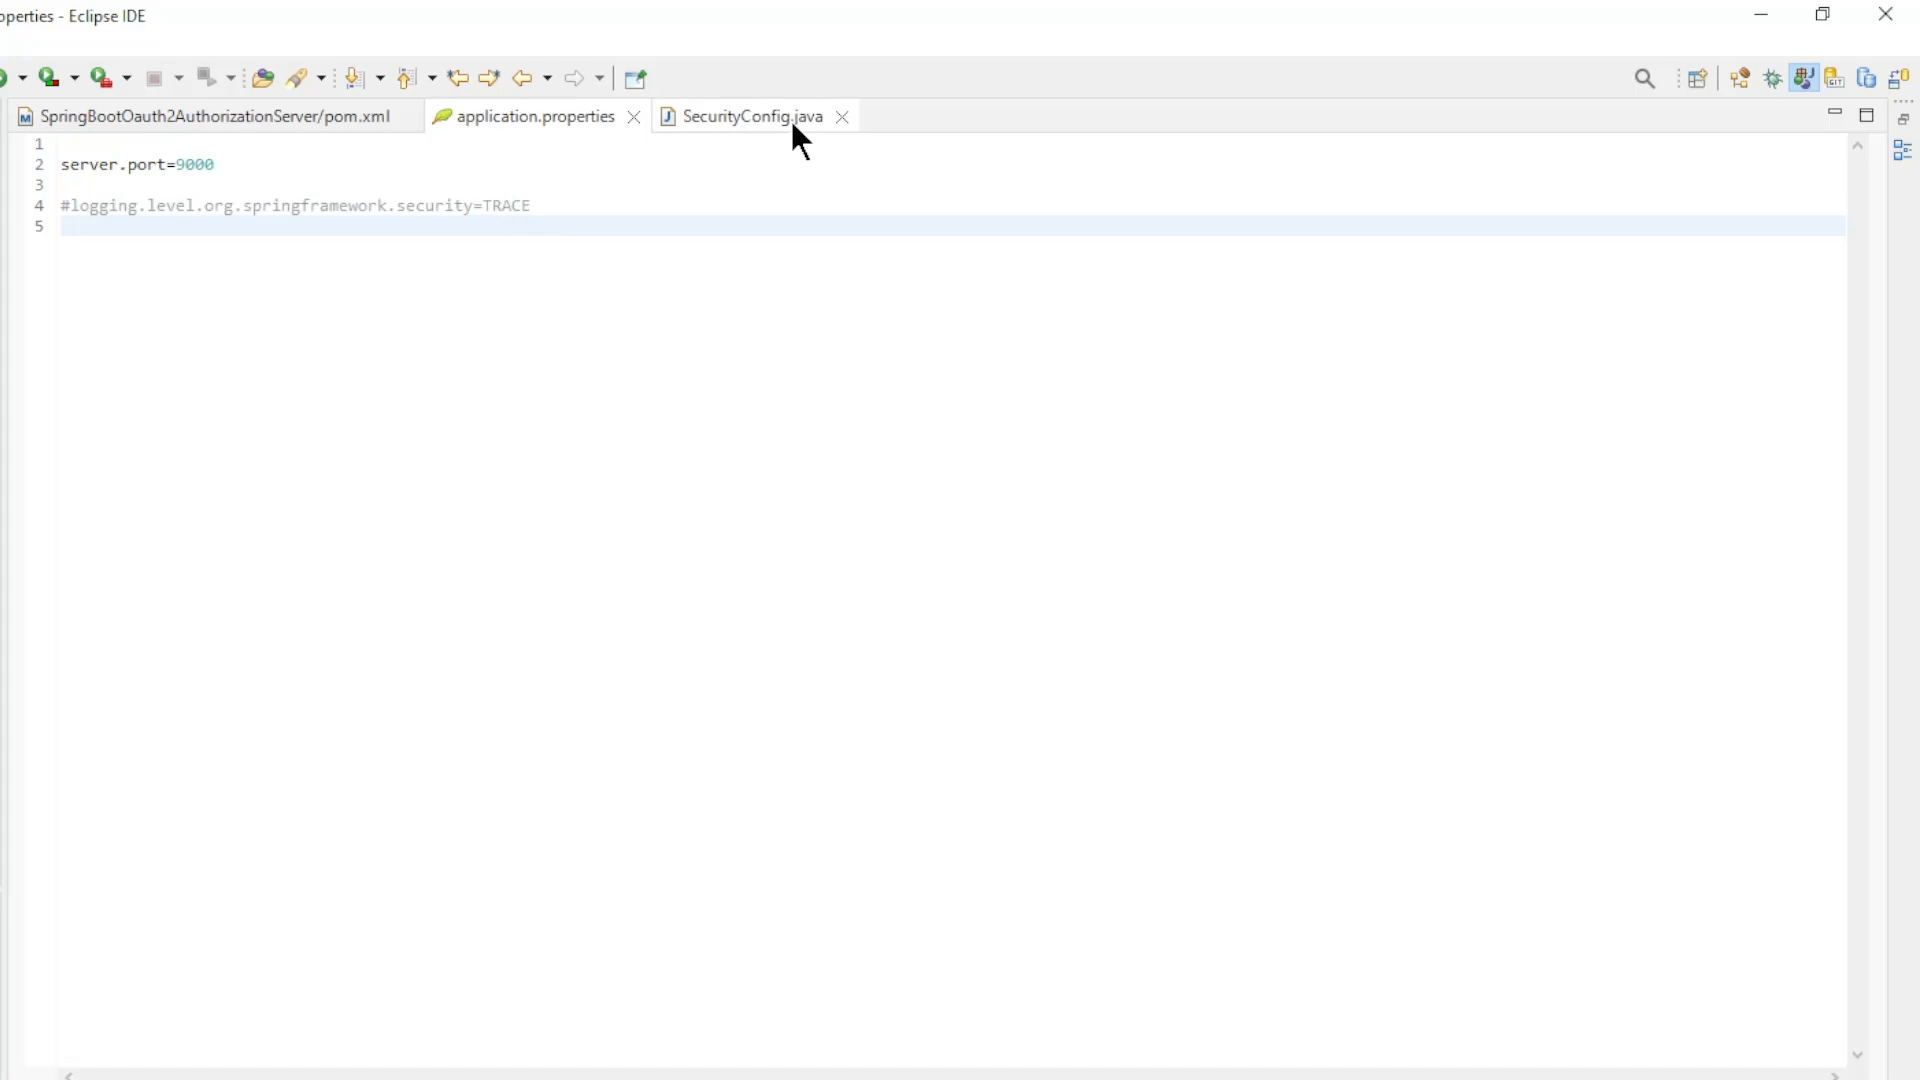 operties - Eclipse IDE
SpringBootOauth2AuthorizationServer/pom.xml application.properties SecurityConfig.java
1
2 server.port=9000
3
4 #logging.level.org.springframework.security=TRACE
5